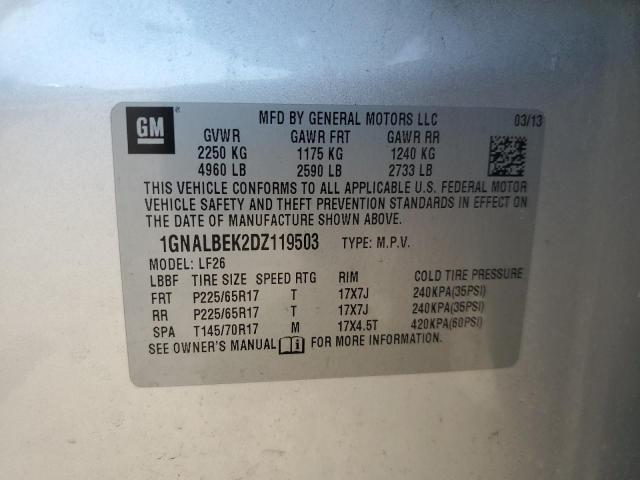 GM ®
MFD BY GENERAL MOTORS LLC 03/13
GVWR GAWR FRT GAWR RR
2250 KG 1175 KG 1240 KG
4960 LB 2590 LB 2733 LB
THIS VEHICLE CONFORMS TO ALL APPLICABLE U.S. FEDERAL MOTOR
VEHICLE SAFETY AND THEFT PREVENTION STANDARDS IN EFFECT ON
THE DATE OF MANUFACTURE SHOWN ABOVE.
1GNALBEK2DZ119503 TYPE: M.P.V.
MODEL: LF26
LBBF TIRE SIZE SPEED RTG RIM COLD TIRE PRESSURE
FRT P225/65R17 T 17X7J 240KPA(35PSI)
RR P225/65R17 T 17X7J 240KPA(35PSI)
SPA T145/70R17 M 17X4.5T 420KPA(60PSI)
SEE OWNER'S MANUAL FOR MORE INFORMATION.